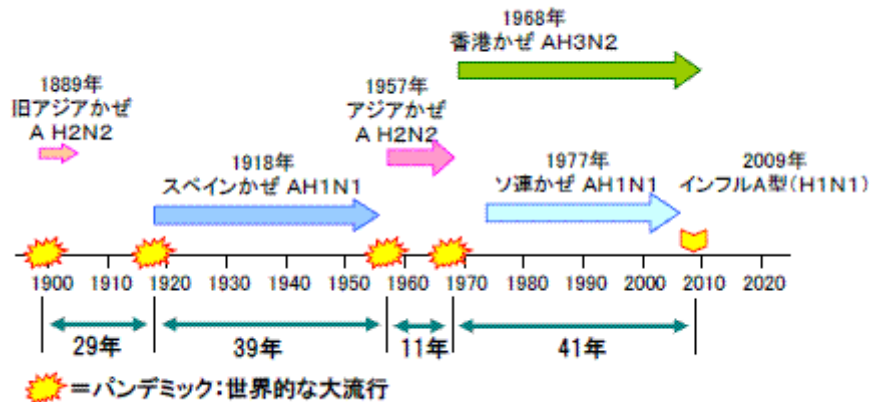 1968年
香港かぜ AH3N2
1889年
旧アジアかぜ
A H2N2
1957年
アジアかぜ
A H2N2
1918年
スペインかぜ AH1N1
1977年
ソ連かぜ AH1N1
2009年
インフルA型(H1N1)
1900 1910 1920 1930 1940 1950 1960 1970 1980 1990 2000 2010 2020
29年 39年 11年 41年
=パンデミック:世界的な大流行